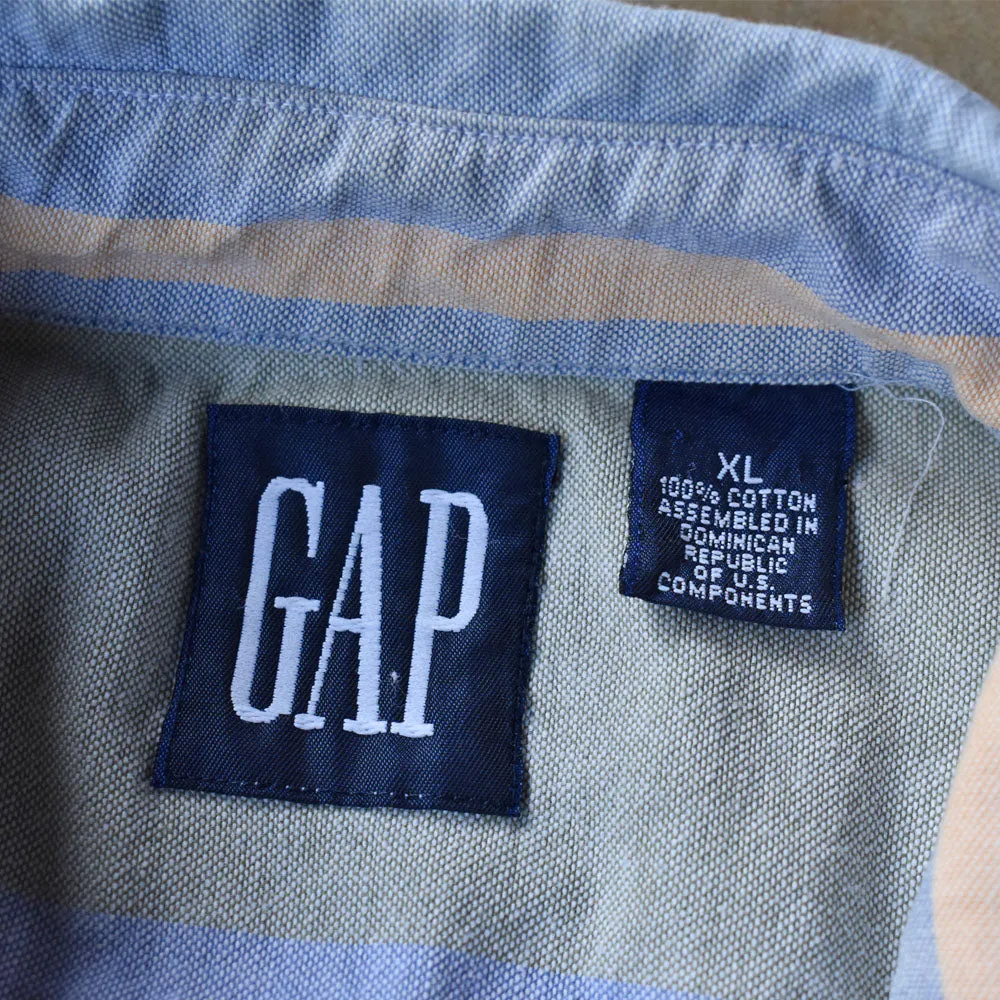 GAP
XL
100% COTTON
ASSEMBLED IN
DOMINICAN
REPUBLIC
OF U.S.
COMPONENTS